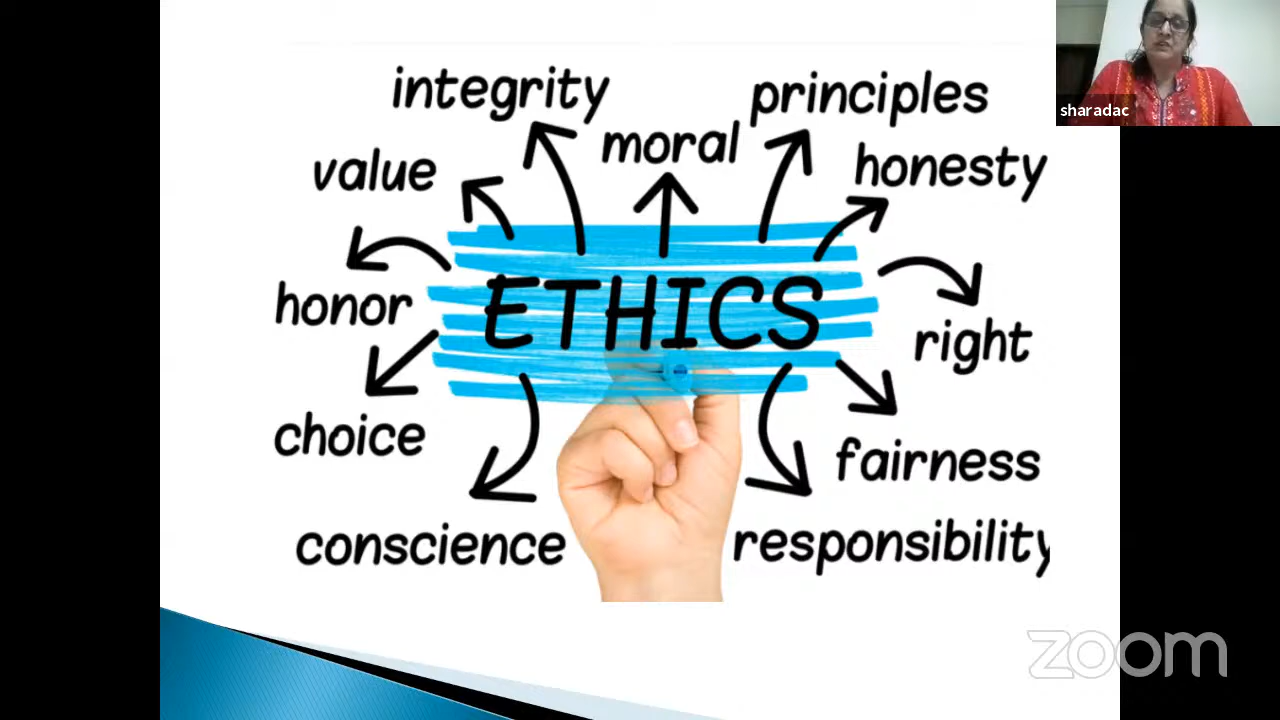 integrity
principles
moral
value
honesty
sharadac
ETHICS
honor
right
choice
fairness
conscience
responsibility
zoom